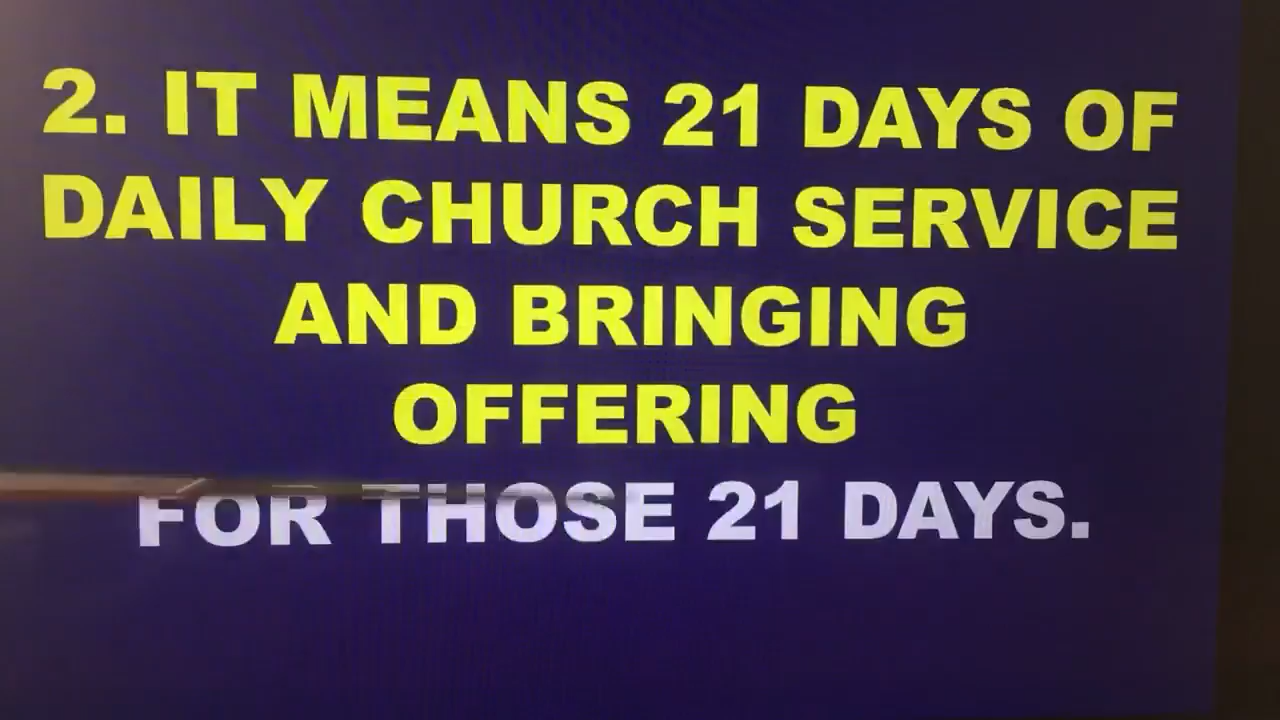 2. IT MEANS 21 DAYS OF
DAILY CHURCH SERVICE
AND BRINGING
OFFERING
FOR THOSE 21 DAYS.